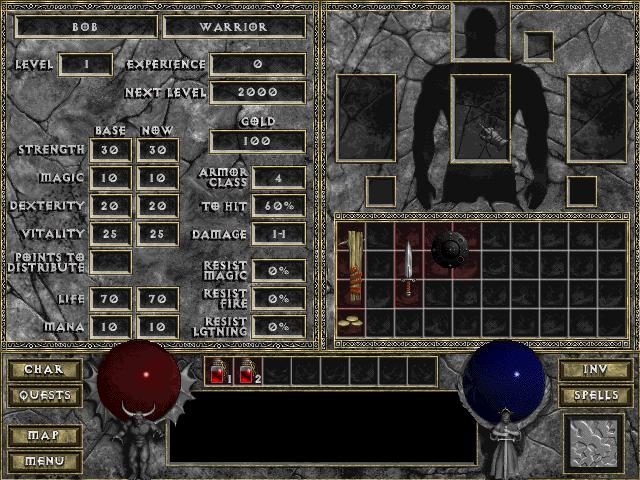 BOB WARRIOR
LEVEL 1 EXPERIENCE 0
NEXT LEVEL 2000
GOLD
100
BASE NOW
STRENGTH 30 30
MAGIC 10 10
DEXTERITY 20 20
VITALITY 25 25
POINTS TO
DISTRIBUTE
LIFE 70 70
MANA 10 10
ARMOR
CLASS 4
TO HIT 60%
DAMAGE 1-1
RESIST
MAGIC 0%
RESIST
FIRE 0%
RESIST
LGTNING 0%
CHAR
QUESTS
MAP
MENU
1 2
INV
SPELLS